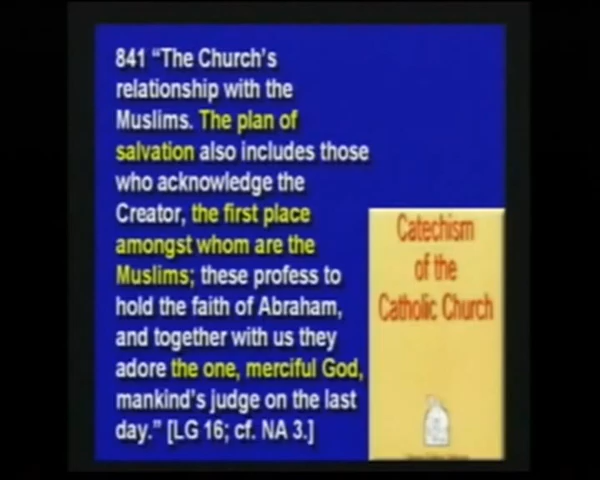 841 “The Church’s
relationship with the
Muslims. The plan of
salvation also includes those
who acknowledge the
Creator, the first place
amongst whom are the
Muslims; these profess to
hold the faith of Abraham,
and together with us they
adore the one, merciful God,
mankind’s judge on the last
day.” [LG 16; cf. NA 3.]
Catechism
of the
Catholic Church